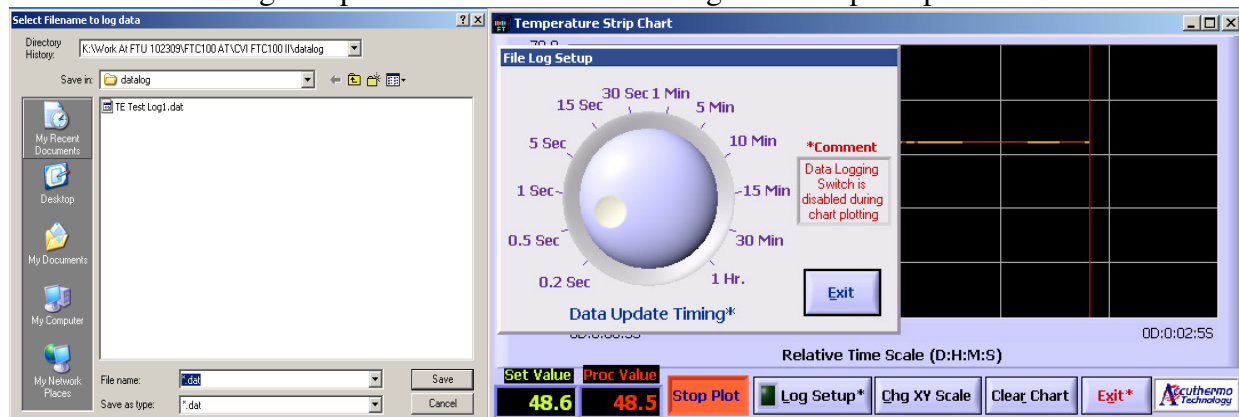 Select Filename to log data
Directory History:
K:\Work At FTU 102309\FTC100 AT\CVI FTC100 II\datalog
Save in:
datalog
TE Test Log1.dat
My Recent
Documents
Desktop
My Documents
My Computer
My Network
Places
File name:
*.dat
Save
Save as type:
*.dat
Cancel
Temperature Strip Chart
File Log Setup
30 Sec 1 Min
15 Sec
5 Min
5 Sec
10 Min
1 Sec
15 Min
0.5 Sec
30 Min
0.2 Sec
1 Hr.
Data Update Timing*
*Comment
Data Logging
Switch is
disabled during
chart plotting
Exit
0D:0:02:5S
Relative Time Scale (D:H:M:S)
Set Value
Proc Value
48.6
48.5
Stop Plot
Log Setup*
Chg XY Scale
Clear Chart
Exit*
Accuthermo
Technology